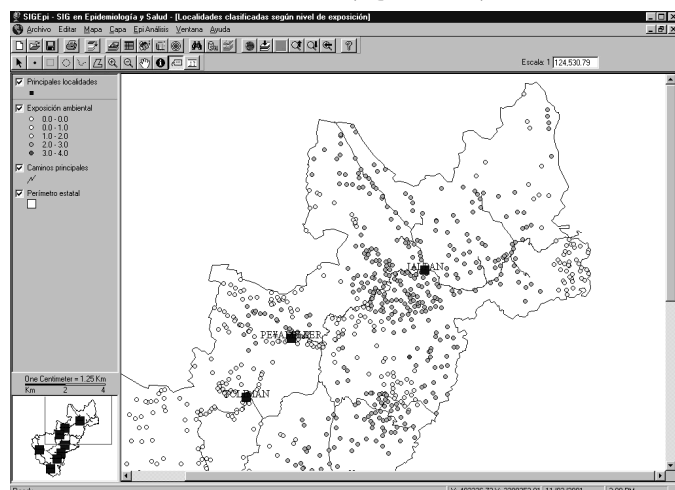 SIGEpi - SIG en Epidemiología y Salud - [Localidades clasificadas según nivel de exposición]
Archivo Editar Mapa Capa EpiAnálisis Ventana Ayuda
Escala: 1 124,530.79
Principales localidades
Exposición ambiental
0.0 - 0.0
0.0 - 1.0
1.0 - 2.0
2.0 - 3.0
3.0 - 4.0
Caminos principales
Perímetro estatal
JALPAN
TOLIMAN
One Centimeter = 1.25 Km
Km 2 4